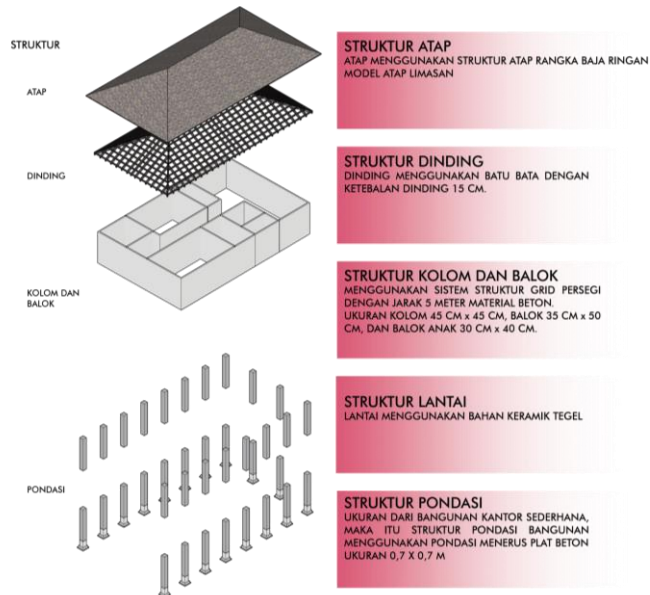 STRUKTUR
ATAP
DINDING
KOLOM DAN
BALOK
PONDASI
STRUKTUR ATAP
ATAP MENGGUNAKAN STRUKTUR ATAP RANGKA BAJA RINGAN
MODEL ATAP LIMASAN
STRUKTUR DINDING
DINDING MENGGUNAKAN BATU BATA DENGAN
KETEBALAN DINDING 15 CM.
STRUKTUR KOLOM DAN BALOK
MENGGUNAKAN SISTEM STRUKTUR GRID PERSEGI
DENGAN JARAK 5 METER MATERIAL BETON.
UKURAN KOLOM 45 CM x 45 CM, BALOK 35 CM x 50
CM, DAN BALOK ANAK 30 CM x 40 CM.
STRUKTUR LANTAI
LANTAI MENGGUNAKAN BAHAN KERAMIK TEGEL
STRUKTUR PONDASI
UKURAN DARI BANGUNAN KANTOR SEDERHANA,
MAKA ITU STRUKTUR PONDASI BANGUNAN
MENGGUNAKAN PONDASI MENERUS PLAT BETON
UKURAN 0,7 X 0,7 M